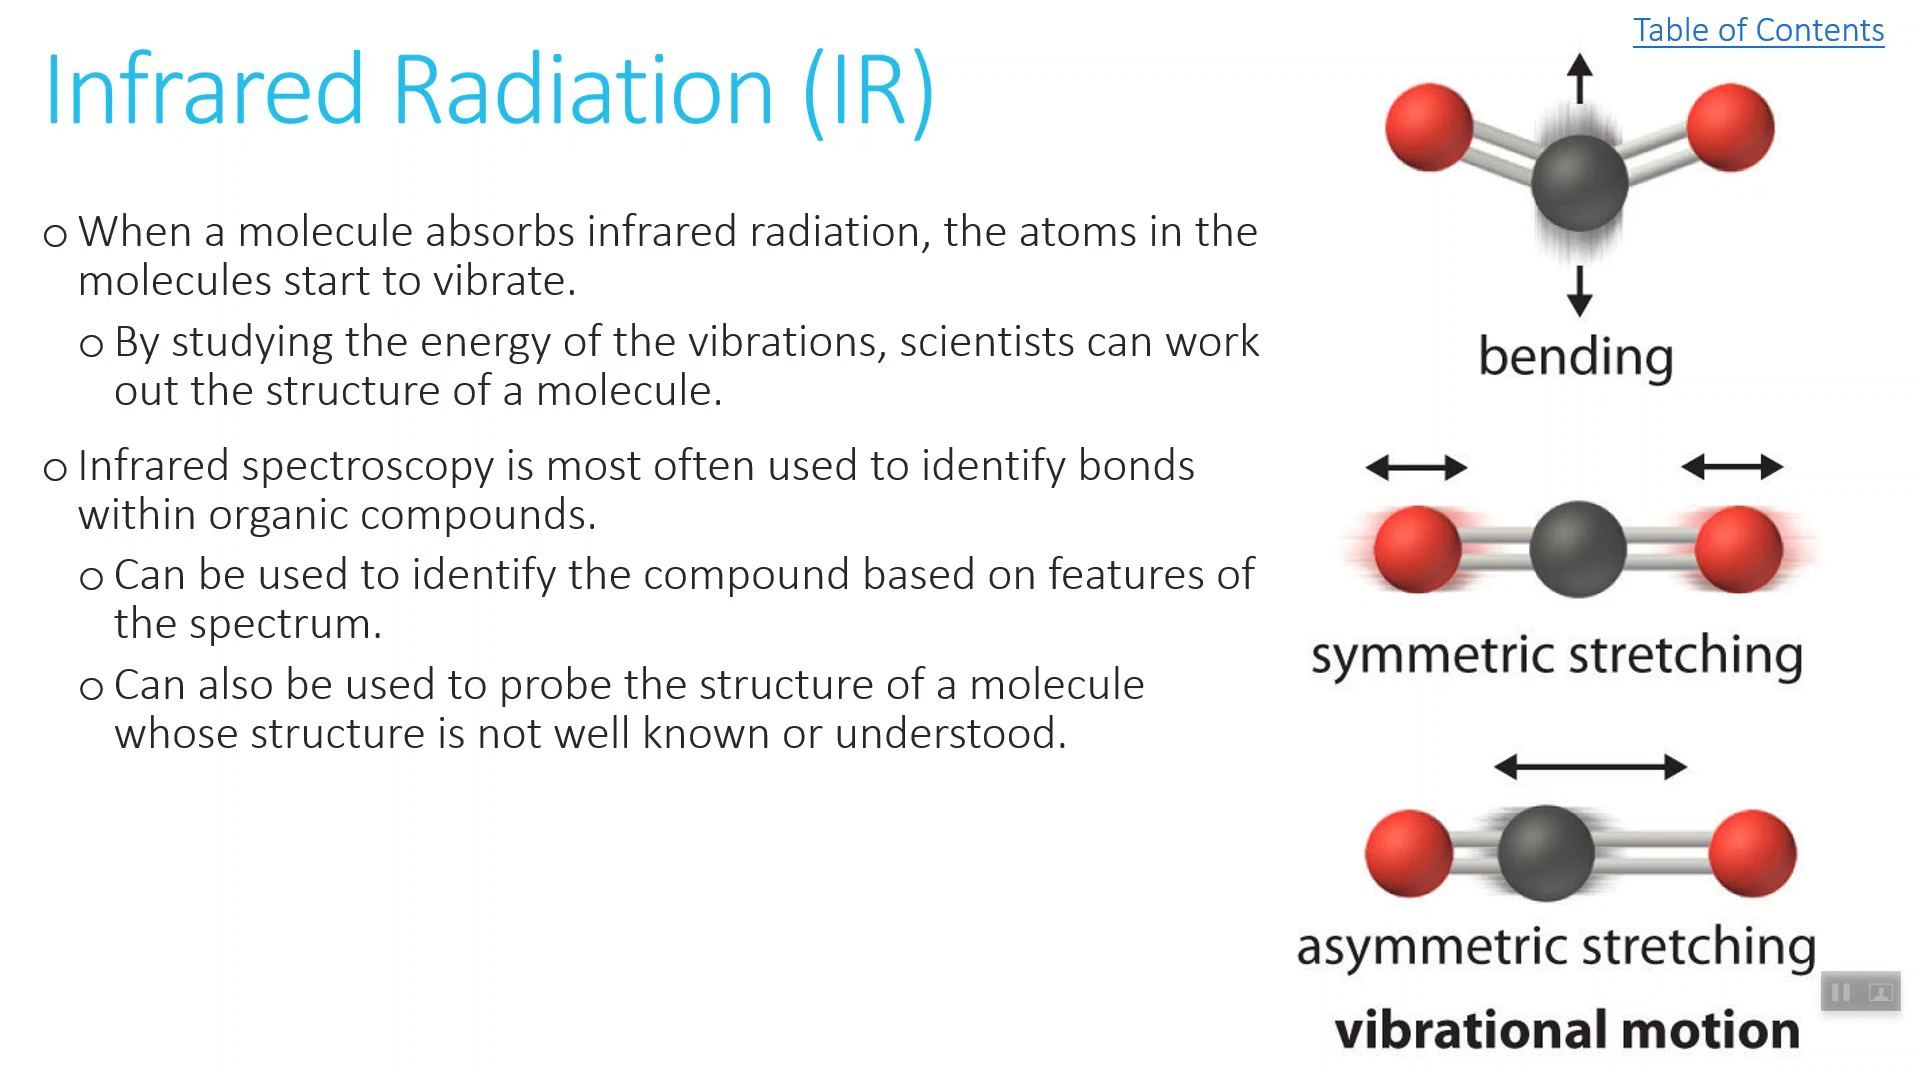 Table of Contents
Infrared Radiation (IR)
o When a molecule absorbs infrared radiation, the atoms in the
molecules start to vibrate.
o By studying the energy of the vibrations, scientists can work
out the structure of a molecule.
o Infrared spectroscopy is most often used to identify bonds
within organic compounds.
o Can be used to identify the compound based on features of
the spectrum.
o Can also be used to probe the structure of a molecule
whose structure is not well known or understood.
bending
symmetric stretching
asymmetric stretching
vibrational motion